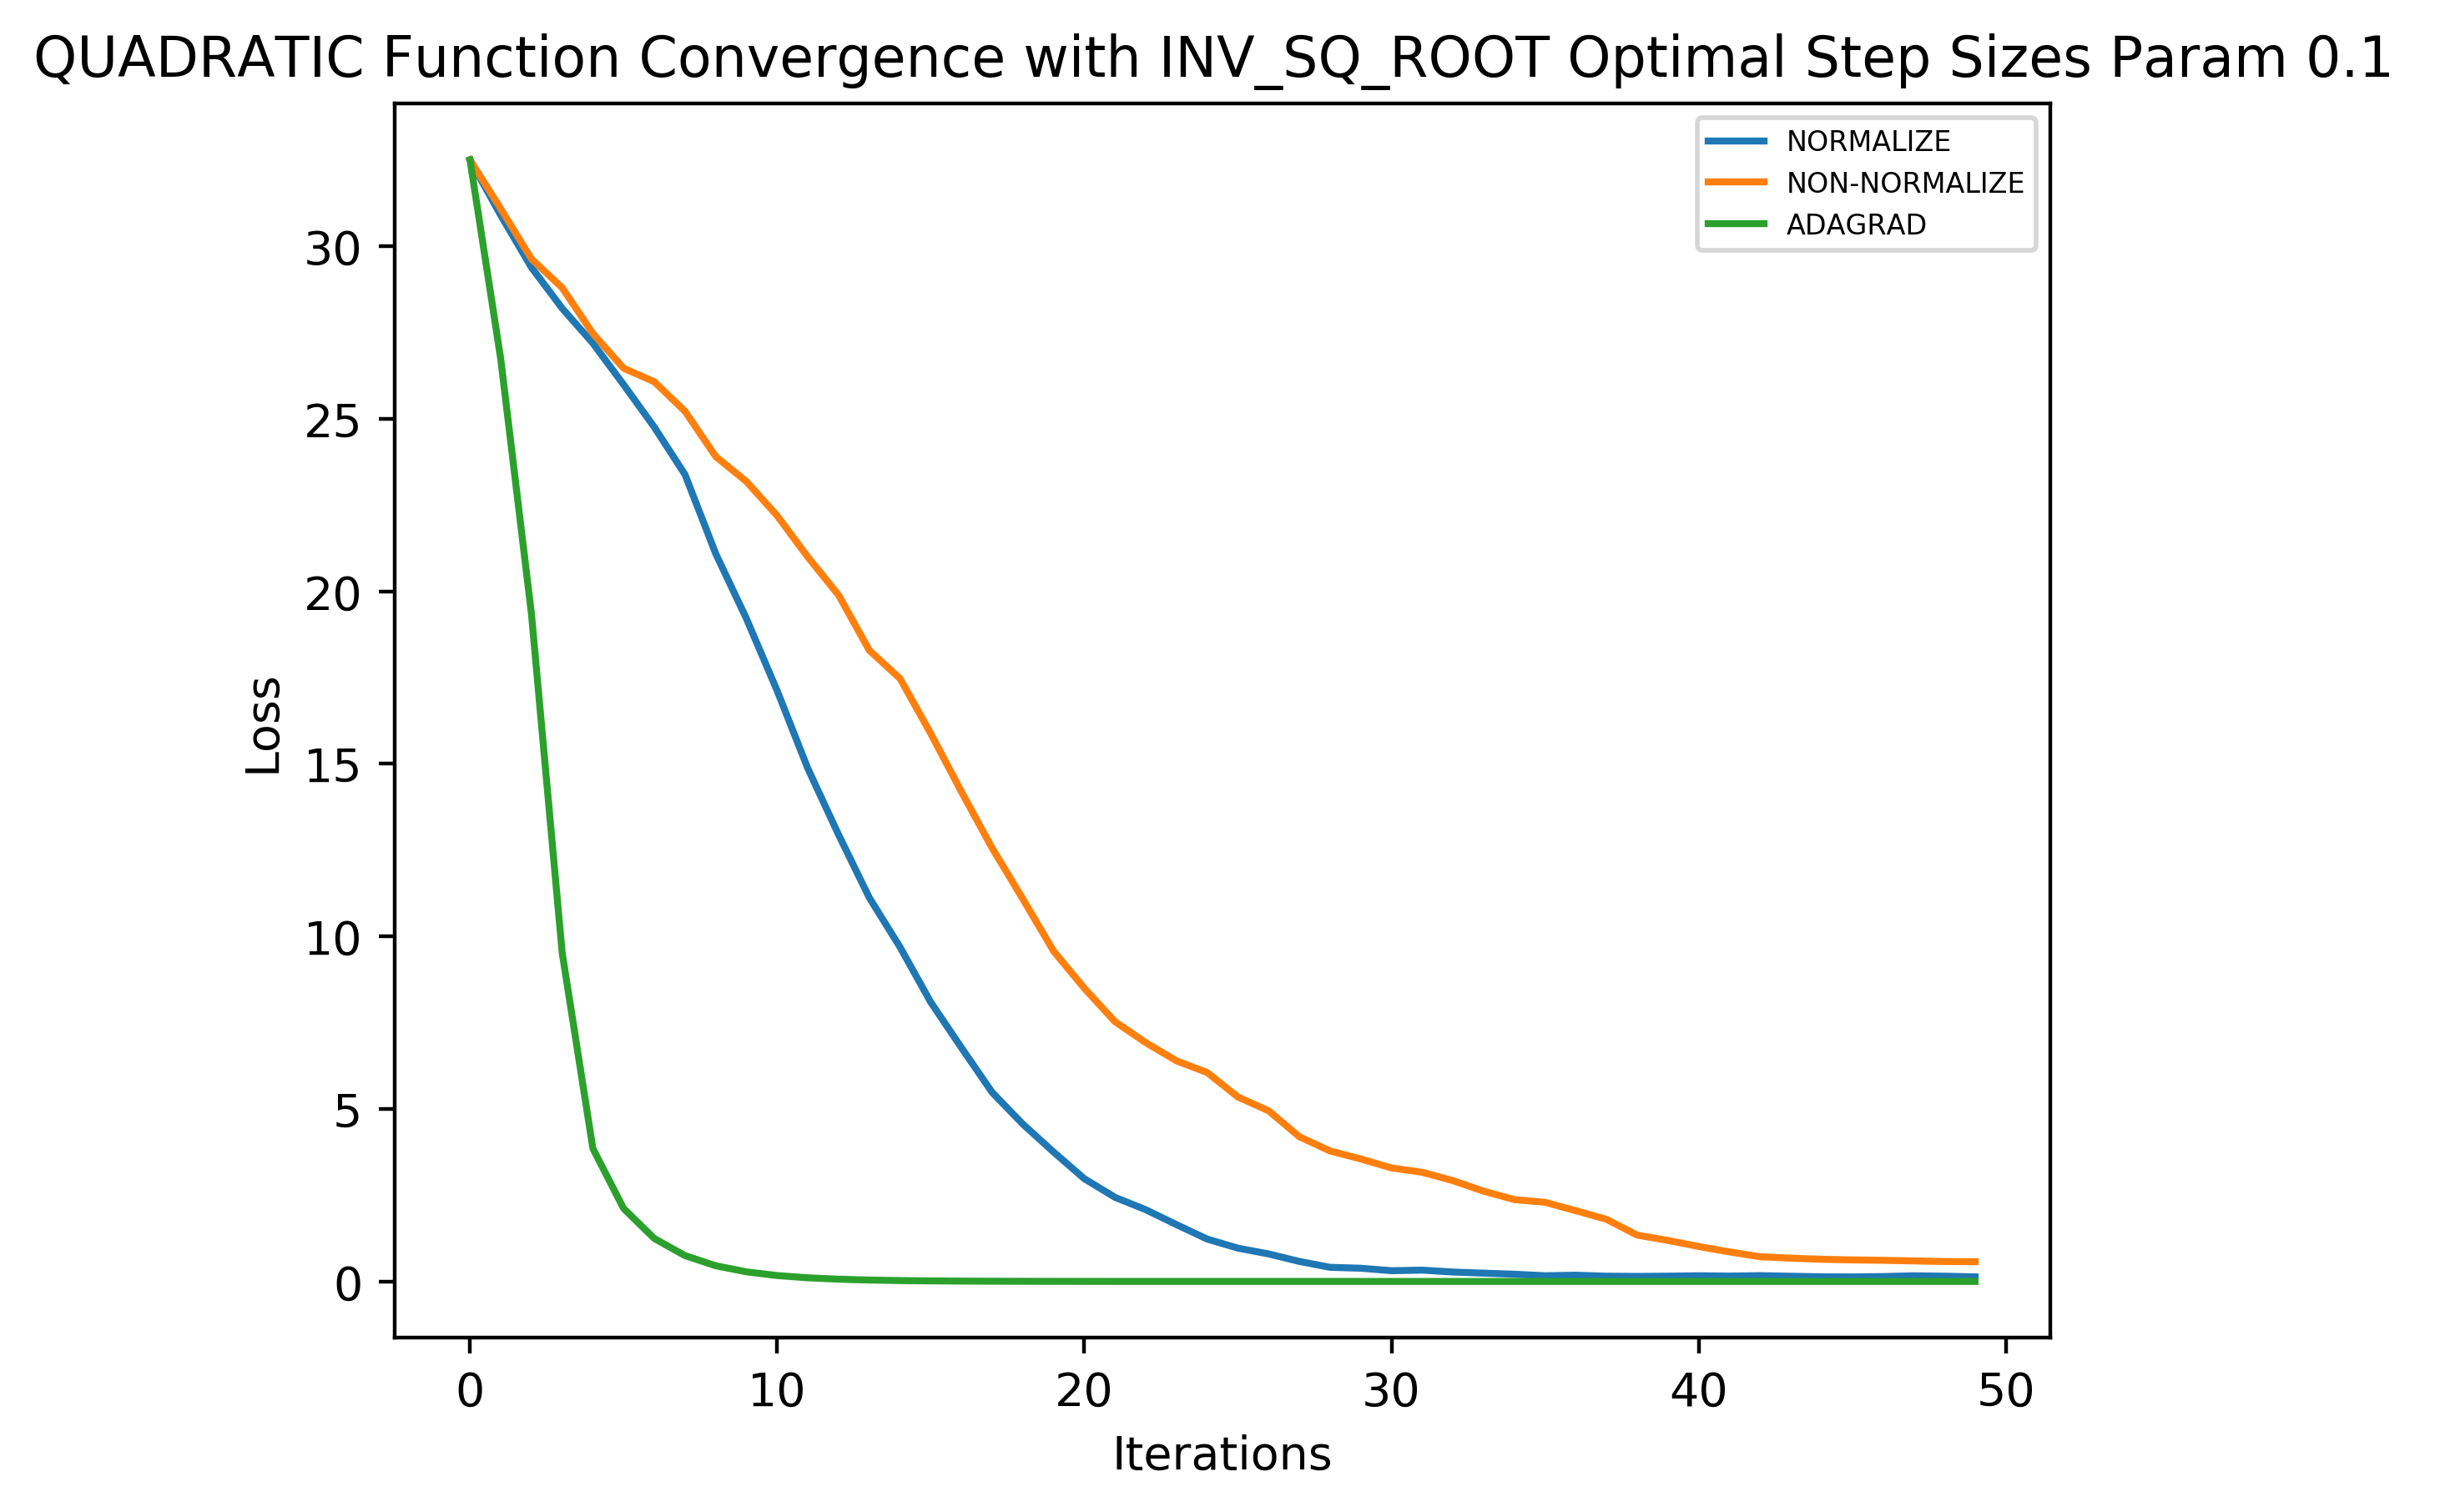 QUADRATIC Function Convergence with INV_SQ_ROOT Optimal Step Sizes Param 0.1
NORMALIZE
NON-NORMALIZE
ADAGRAD
30
25
20
15
10
5
0
Loss
0 10 20 30 40 50
Iterations